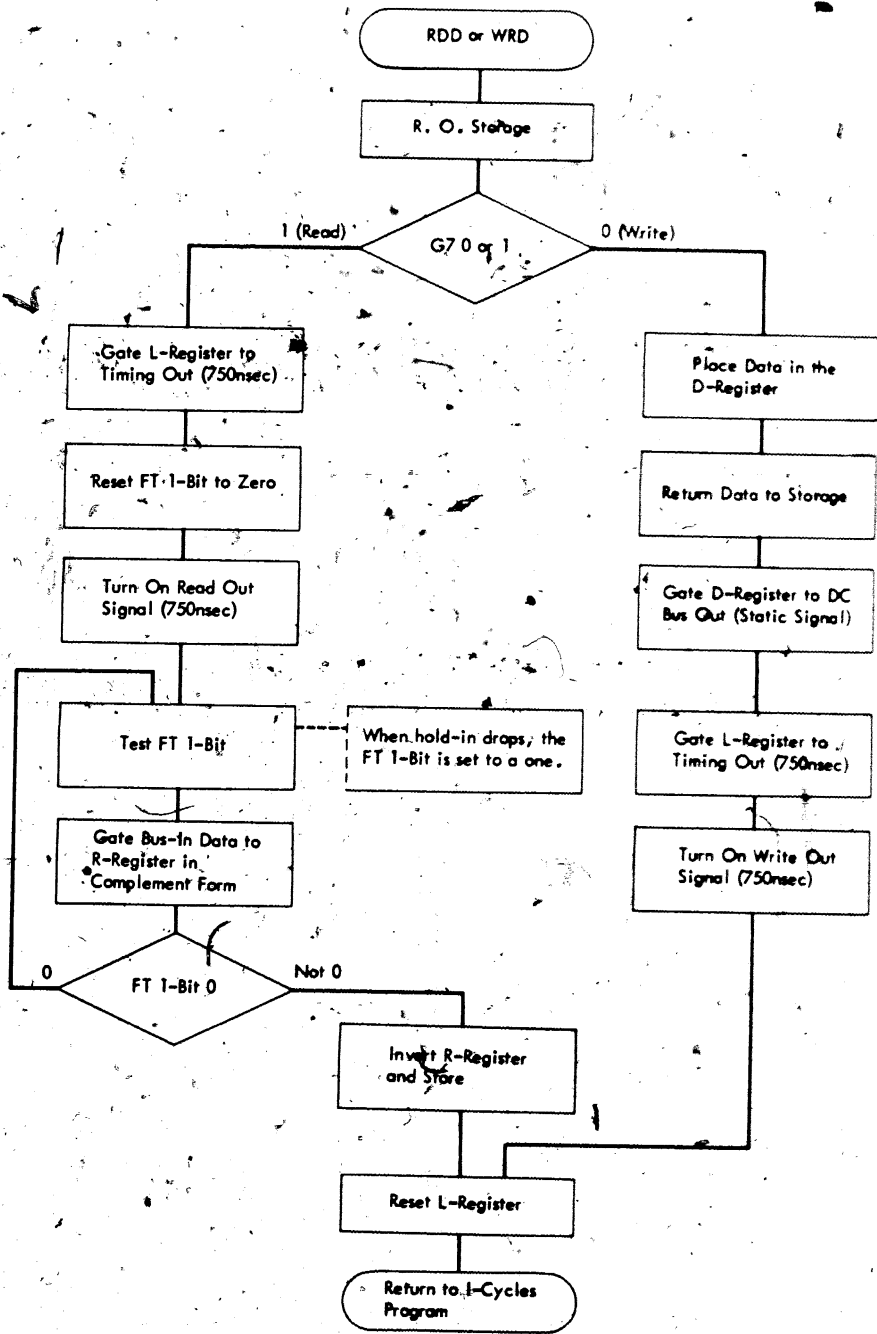 RDD or WRD
R. O. Storage
G7 0 or 1
1 (Read)
0 (Write)
Gate L-Register to
Timing Out (750nsec)
Reset FT 1-Bit to Zero
Turn On Read Out
Signal (750nsec)
Test FT 1-Bit
When hold-in drops, the
FT 1-Bit is set to a one.
Gate Bus-In Data to
R-Register in
Complement Form
FT 1-Bit 0
0
Not 0
Invert R-Register
and Store
Place Data in the
D-Register
Return Data to Storage
Gate D-Register to DC
Bus Out (Static Signal)
Gate L-Register to
Timing Out (750nsec)
Turn On Write Out
Signal (750nsec)
Reset L-Register
Return to I-Cycles
Program